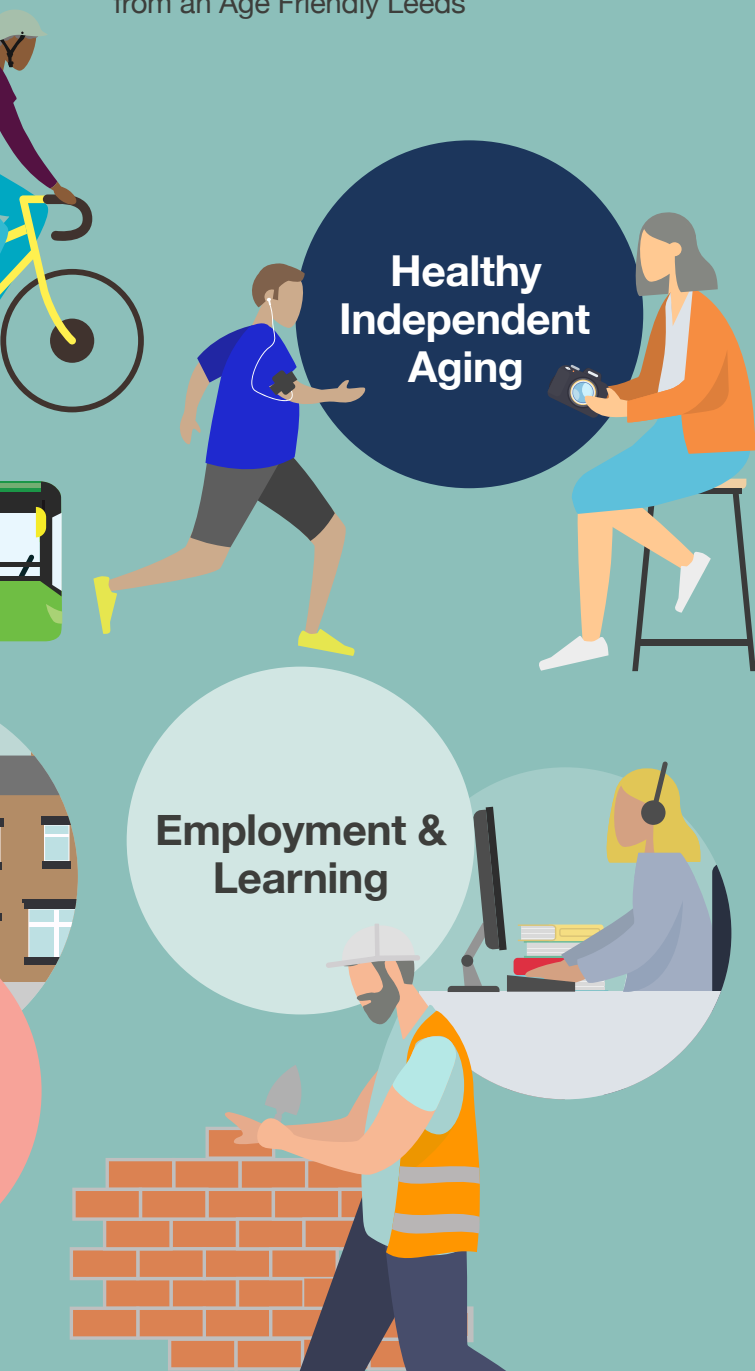 from an Age Friendly Leeds
Healthy
Independent
Aging
Employment &
Learning